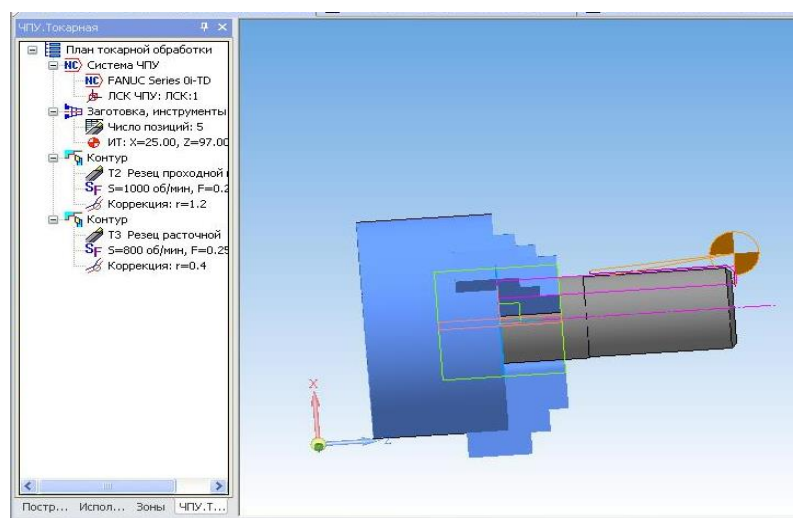 ЧПУ.Токарная
План токарной обработки
Система ЧПУ
FANUC Series 0i-TD
ЛСК ЧПУ: ЛСК:1
Заготовка, инструменты
Число позиций: 5
ИТ: X=25.00, Z=97.00
Контур
T2 Резец проходной
S=1000 об/мин, F=0.2
Коррекция: r=1.2
Контур
T3 Резец расточной
S=800 об/мин, F=0.25
Коррекция: r=0.4
X
Z
Постр... Испол... Зоны ЧПУ.Т...